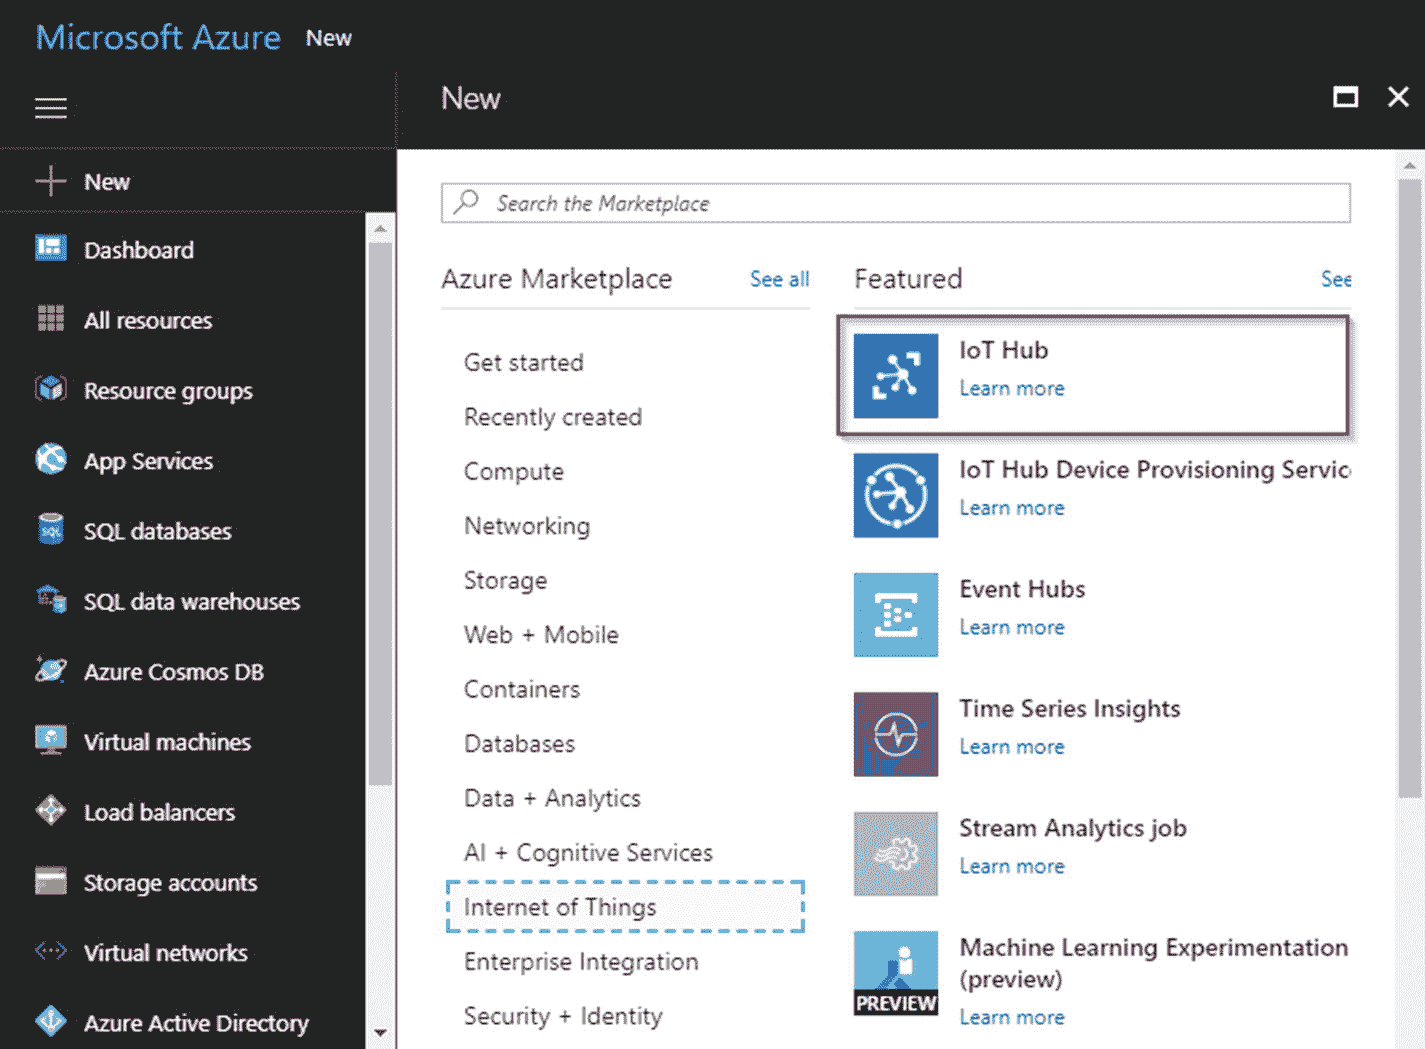 Microsoft Azure New
New
New
Dashboard
All resources
Resource groups
App Services
SQL databases
SQL
SQL data warehouses
Azure Cosmos DB
Virtual machines
Load balancers
Storage accounts
Virtual networks
Azure Active Directory
Search the Marketplace
Azure Marketplace See all
Get started
Recently created
Compute
Networking
Storage
Web + Mobile
Containers
Databases
Data + Analytics
AI + Cognitive Services
Internet of Things
Enterprise Integration
Security + Identity
Featured See
IoT Hub
Learn more
IoT Hub Device Provisioning Servic
Learn more
Event Hubs
Learn more
Time Series Insights
Learn more
Stream Analytics job
Learn more
Machine Learning Experimentation
(preview)
PREVIEW
Learn more